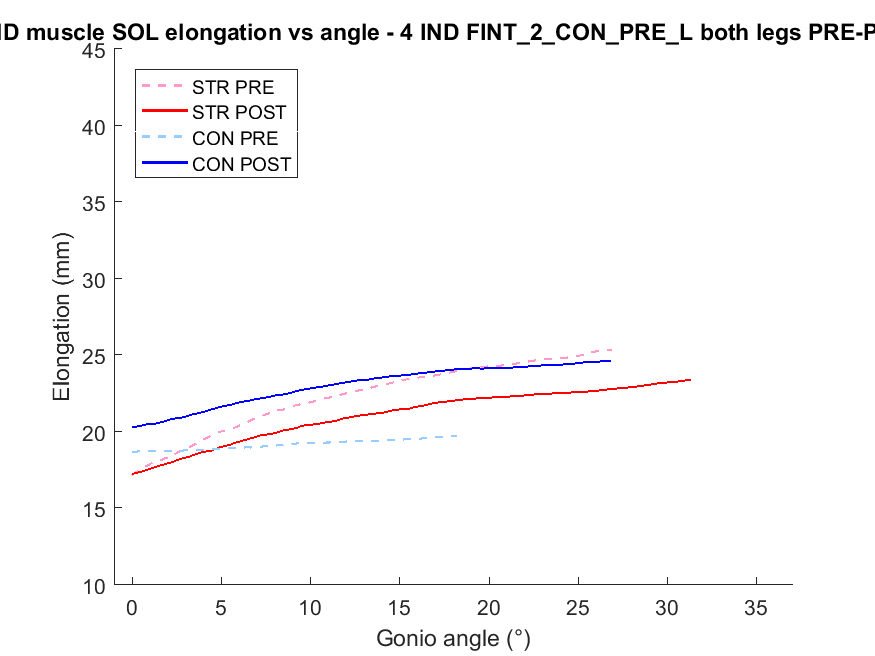 ND muscle SOL elongation vs angle - 4 IND FINT_2_CON_PRE_L both legs PRE-P
45
40
35
30
25
20
15
10
Elongation (mm)
STR PRE
STR POST
CON PRE
CON POST
0 5 10 15 20 25 30 35
Gonio angle (°)